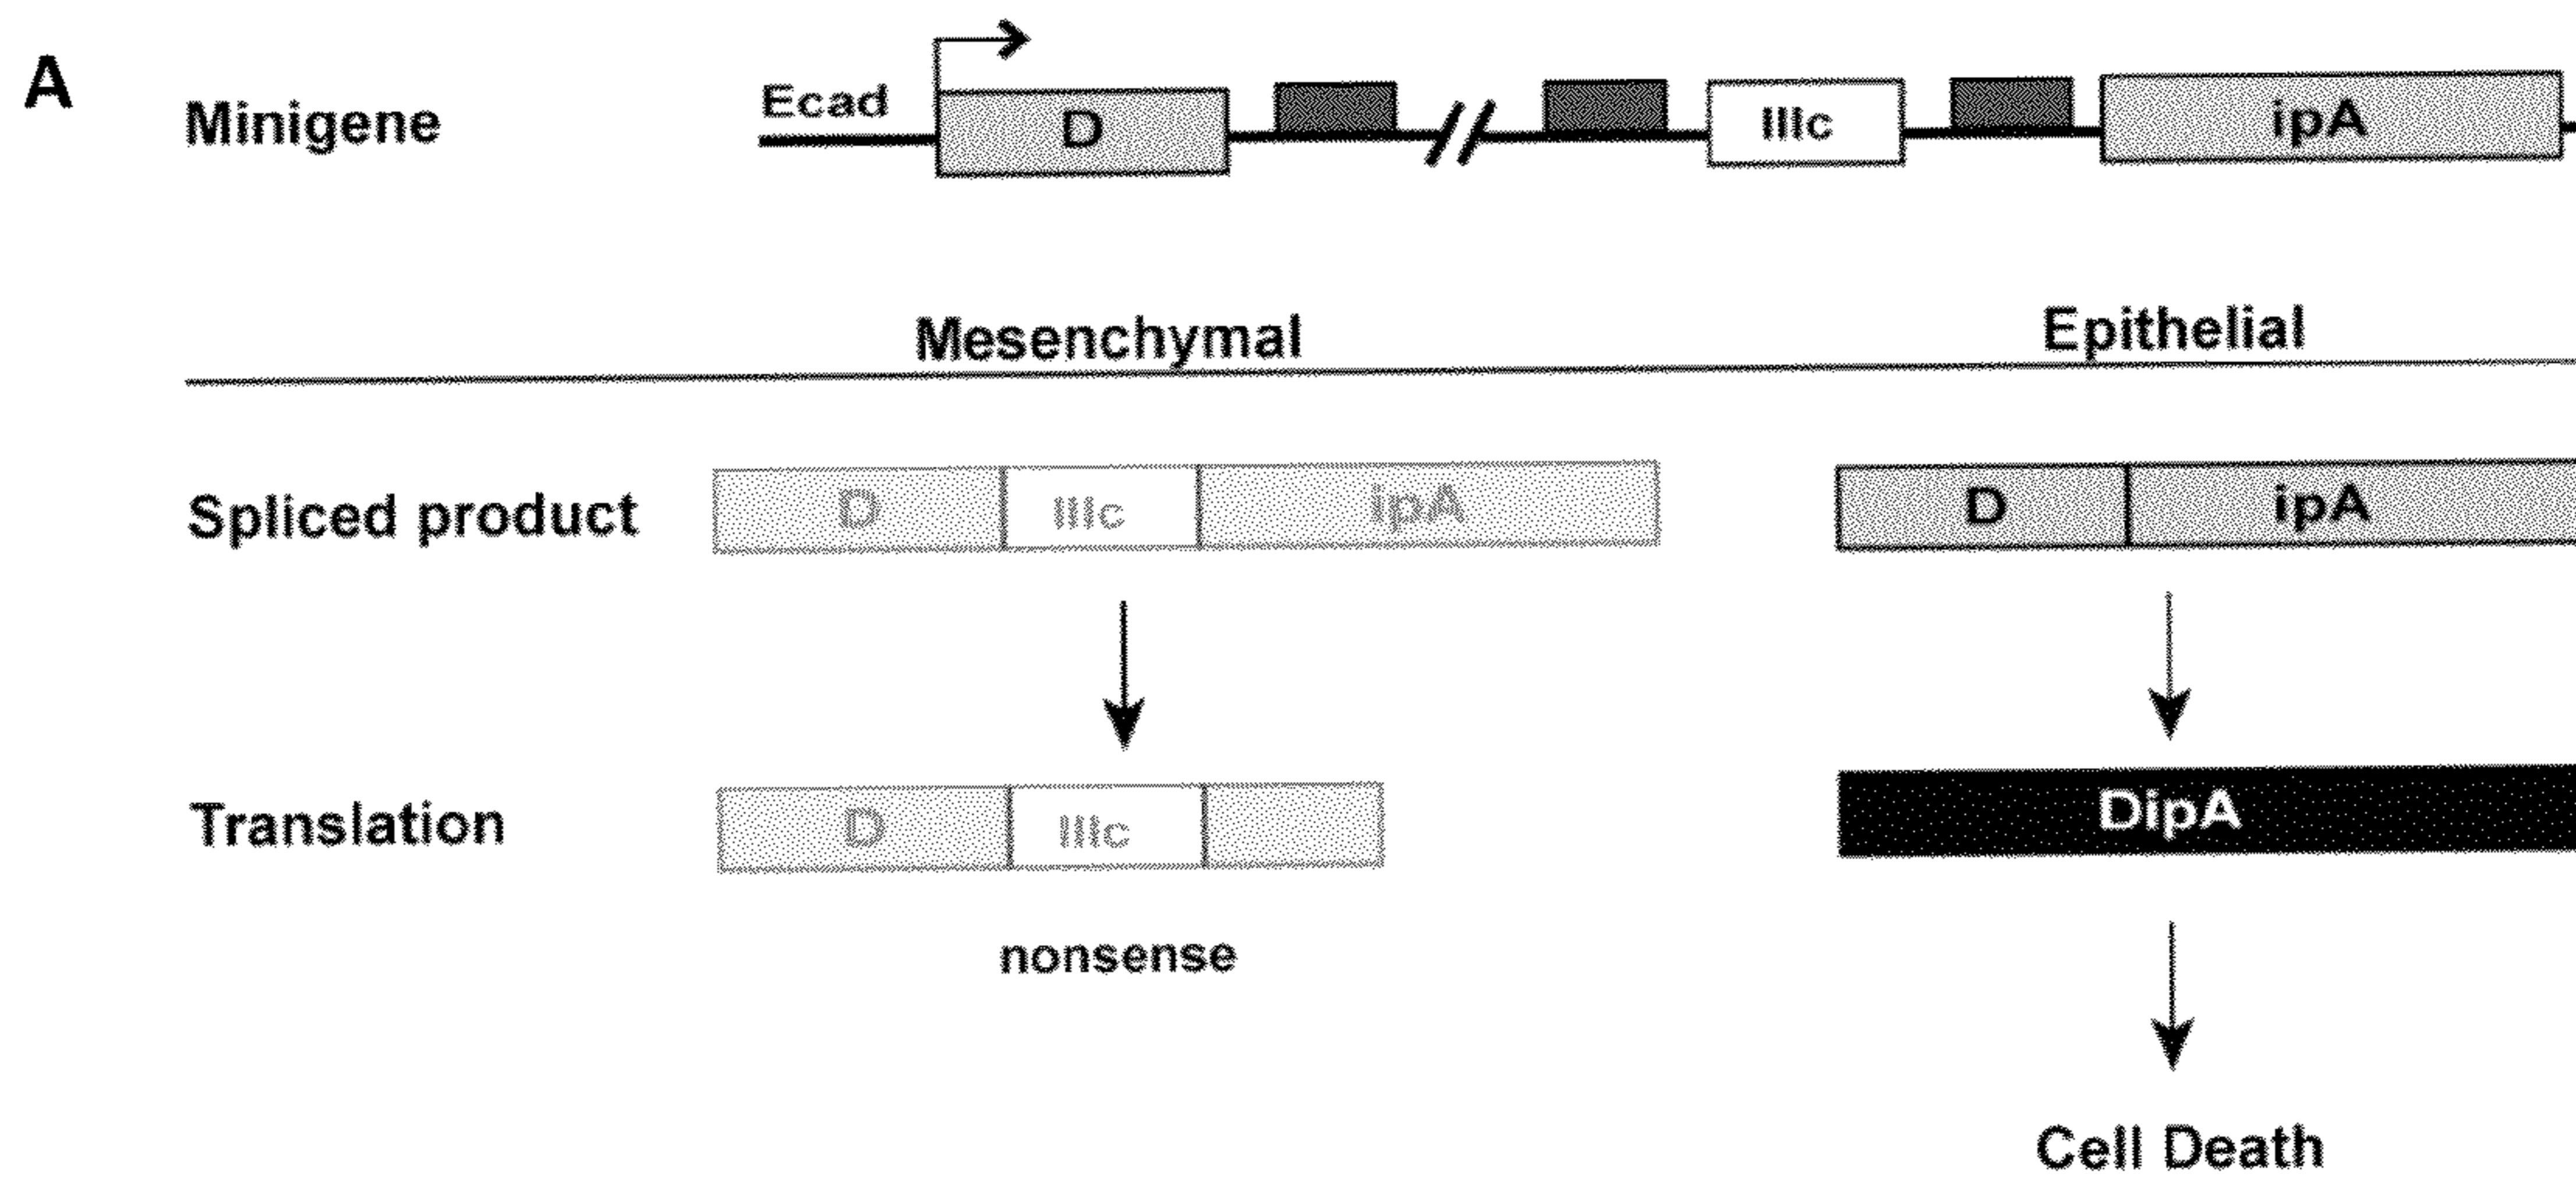 A
Minigene
Ecad
D
IIIc
ipA
Mesenchymal
Epithelial
Spliced product
D
IIIc
ipA
D
ipA
Translation
D
IIIc
DipA
nonsense
Cell Death